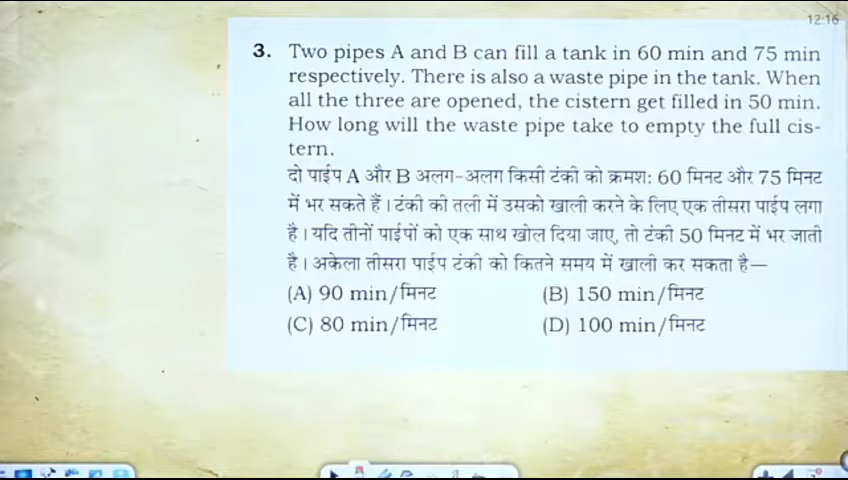 12:16
3. Two pipes A and B can fill a tank in 60 min and 75 min
respectively. There is also a waste pipe in the tank. When
all the three are opened, the cistern get filled in 50 min.
How long will the waste pipe take to empty the full cis-
tern.
दो पाईप A और B अलग-अलग किसी टंकी को क्रमश: 60 मिनट और 75 मिनट
में भर सकते हैं। टंकी की तली में उसको खाली करने के लिए एक तीसरा पाईप लगा
है। यदि तीनों पाईपों को एक साथ खोल दिया जाए, तो टंकी 50 मिनट में भर जाती
है। अकेला तीसरा पाईप टंकी को कितने समय में खाली कर सकता है—
(A) 90 min/मिनट (B) 150 min/मिनट
(C) 80 min/मिनट (D) 100 min/मिनट